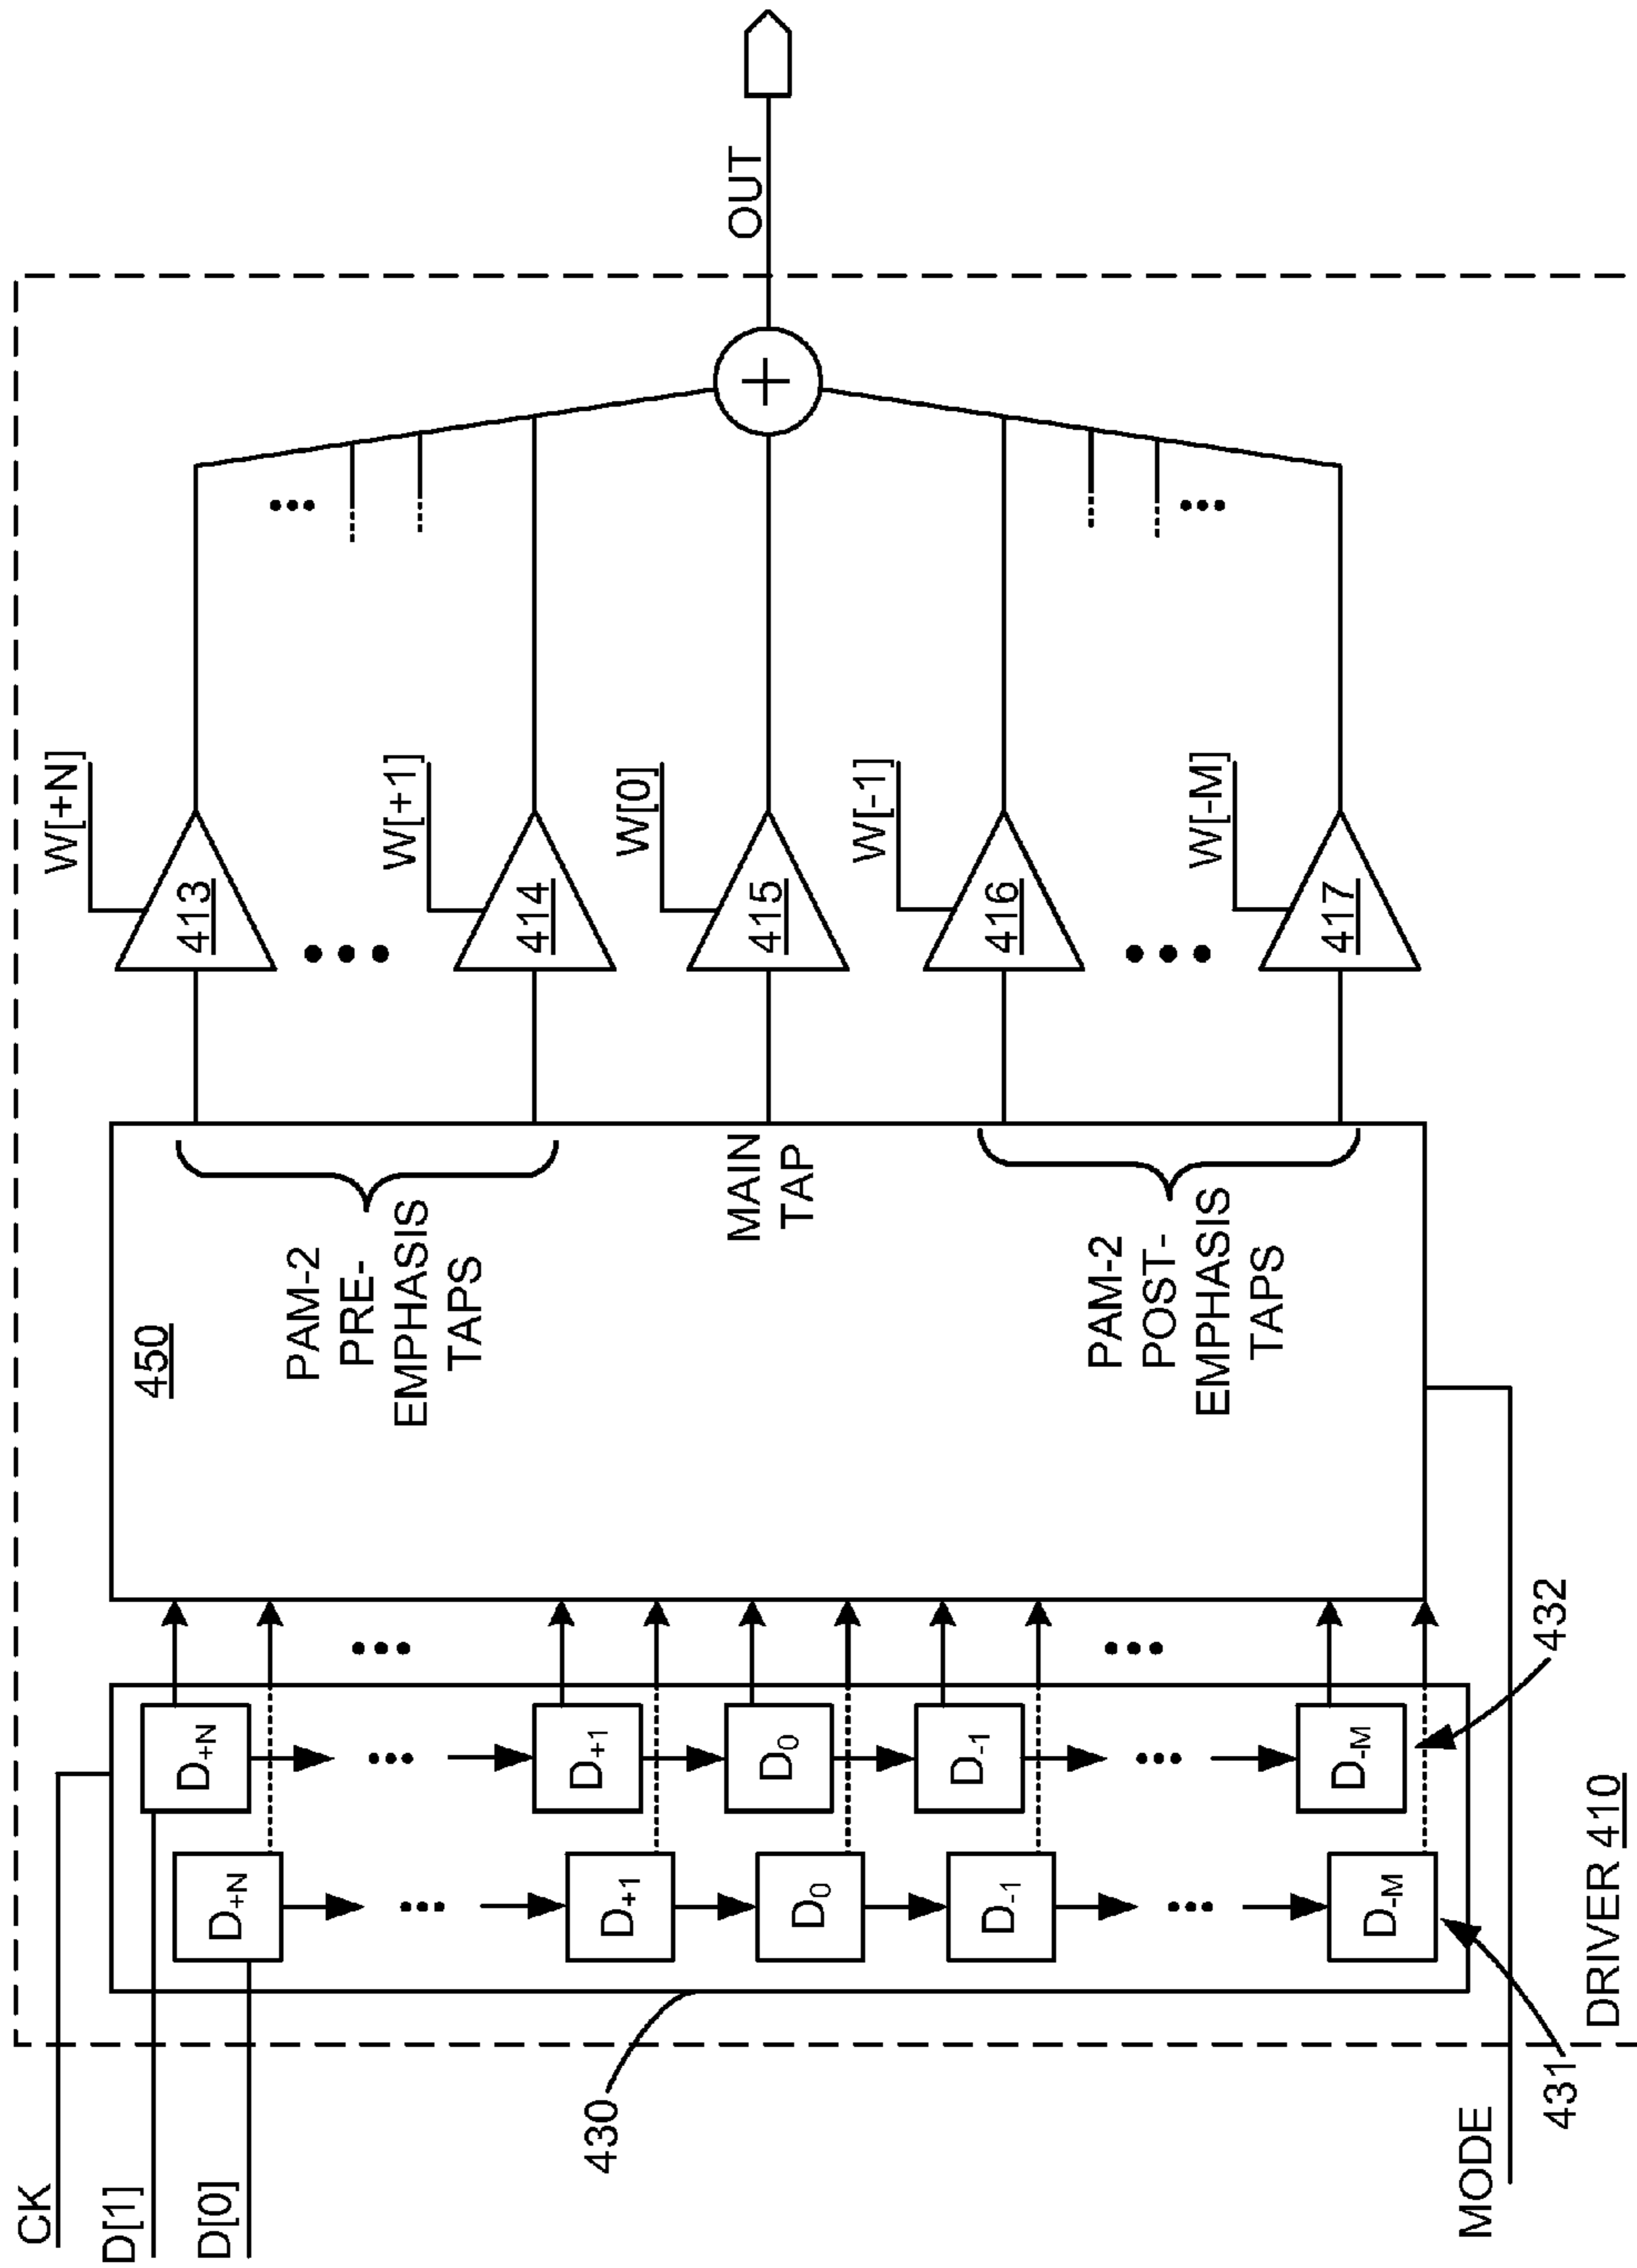 CK
D[1]
D[0]
MODE
430
431
432
DRIVER 410
D+N
•••
D+1
D0
D-1
•••
D-M
D+N
•••
D+1
D0
D-1
•••
D-M
•••
•••
450
PAM-2
PRE-
EMPHASIS
TAPS
MAIN
TAP
PAM-2
POST-
EMPHASIS
TAPS
W[+N]
413
•••
W[+1]
414
W[0]
415
W[-1]
416
•••
W[-M]
417
•••
•••
+
OUT